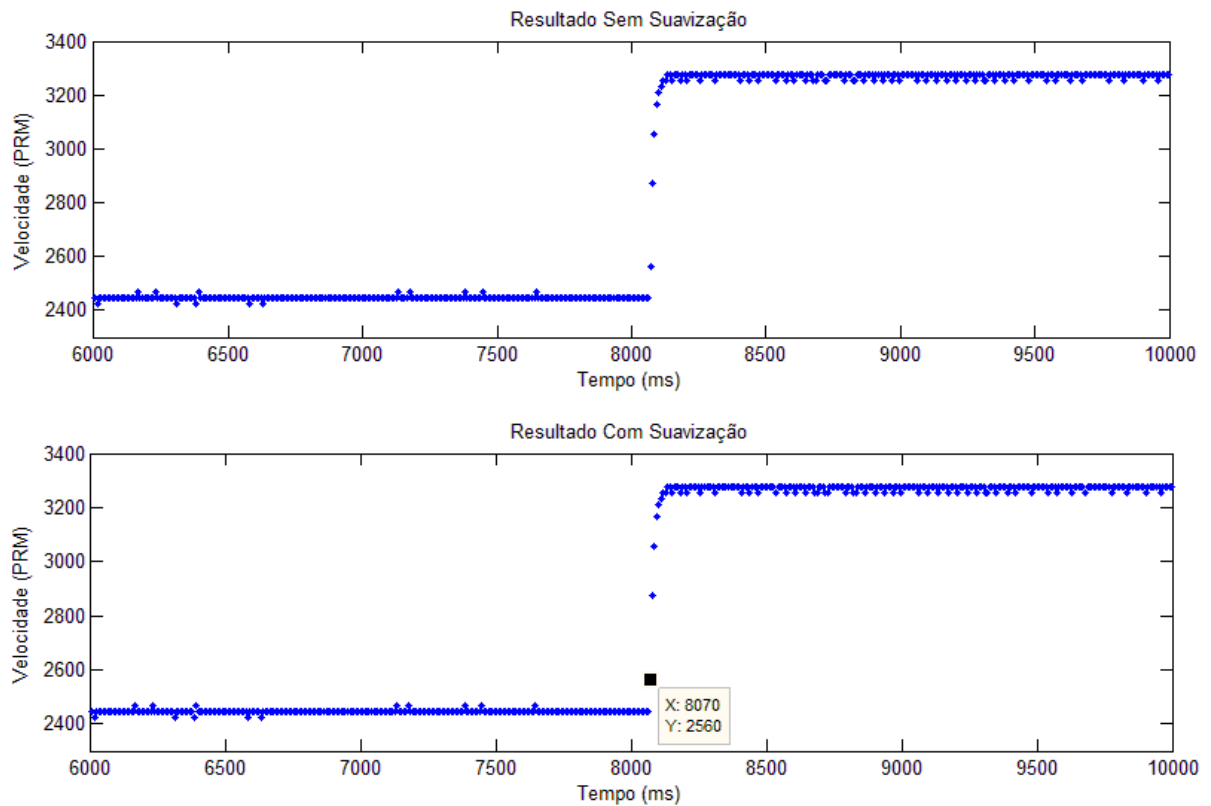 Resultado Sem Suavização
3400
3200
3000
2800
2600
2400
Velocidade (PRM)
6000 6500 7000 7500 8000 8500 9000 9500 10000
Tempo (ms)
Resultado Com Suavização
3400
3200
3000
2800
2600
2400
Velocidade (PRM)
X: 8070
Y: 2560
6000 6500 7000 7500 8000 8500 9000 9500 10000
Tempo (ms)